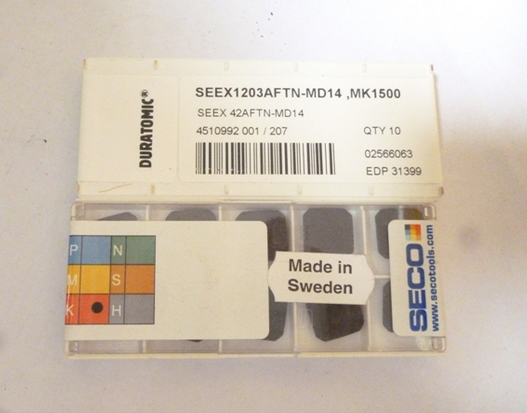 DURATOMIC®
SEEX1203AFTN-MD14 ,MK1500
SEEX 42AFTN-MD14
4510992 001 / 207 QTY 10
02566063
EDP 31399
P N
M S
K H
Made in
Sweden
SECO
www.secotools.com